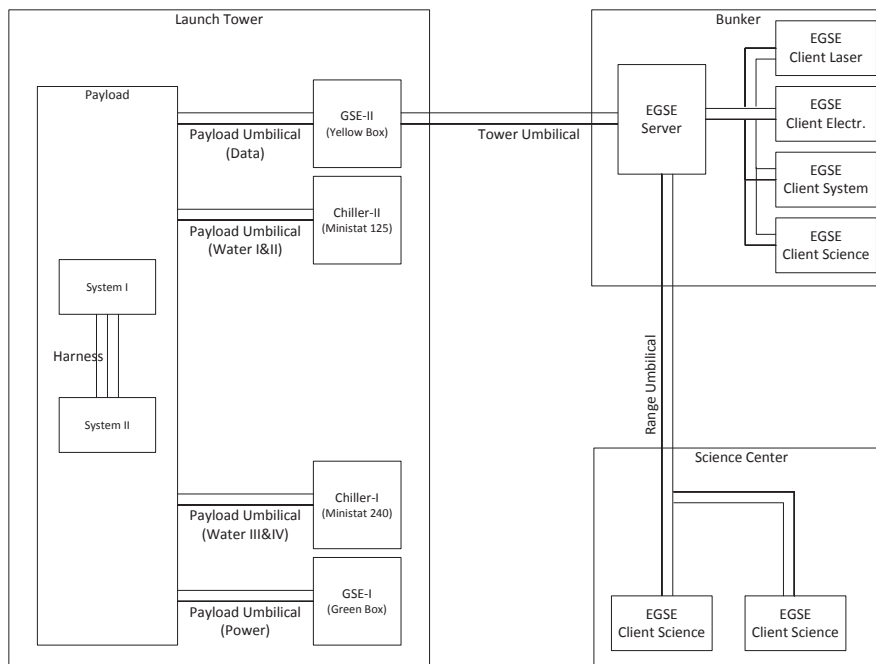 Launch Tower
Payload
GSE-II
(Yellow Box)
Payload Umbilical
(Data)
Chiller-II
(Ministat 125)
Payload Umbilical
(Water I&II)
System I
Harness
System II
Chiller-I
(Ministat 240)
Payload Umbilical
(Water III&IV)
GSE-I
(Green Box)
Payload Umbilical
(Power)
Tower Umbilical
Bunker
EGSE
Server
EGSE
Client Laser
EGSE
Client Electr.
EGSE
Client System
EGSE
Client Science
Range Umbilical
Science Center
EGSE
Client Science
EGSE
Client Science